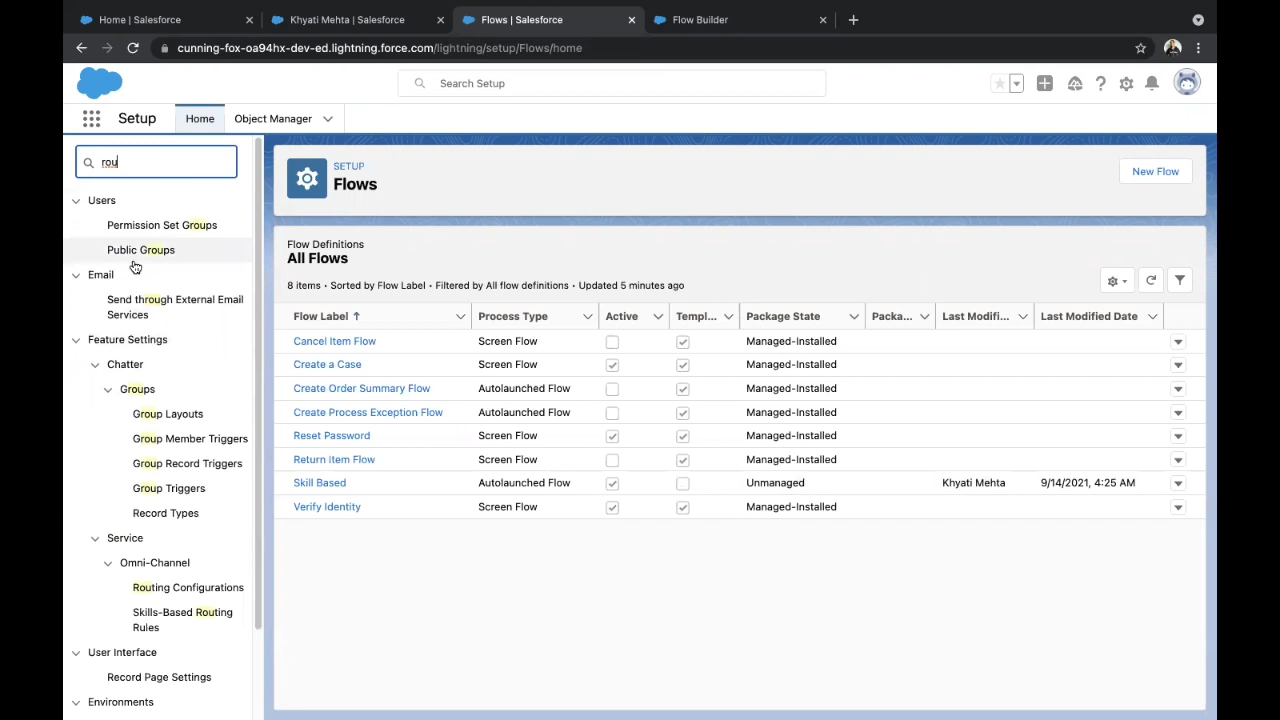 Home | Salesforce
Khyati Mehta | Salesforce
Flows | Salesforce
Flow Builder
cunning-fox-oa94hx-dev-ed.lightning.force.com/lightning/setup/Flows/home
Search Setup
Setup
Home
Object Manager
rou
Users
Permission Set Groups
Public Groups
Email
Send through External Email
Services
Feature Settings
Chatter
Groups
Group Layouts
Group Member Triggers
Group Record Triggers
Group Triggers
Record Types
Service
Omni-Channel
Routing Configurations
Skills-Based Routing
Rules
User Interface
Record Page Settings
Environments
SETUP
Flows
New Flow
Flow Definitions
All Flows
8 items • Sorted by Flow Label • Filtered by All flow definitions • Updated 5 minutes ago
Flow Label ↑ Process Type Active Templ... Package State Packa... Last Modifi... Last Modified Date
Cancel Item Flow Screen Flow Managed-Installed
Create a Case Screen Flow Managed-Installed
Create Order Summary Flow Autolaunched Flow Managed-Installed
Create Process Exception Flow Autolaunched Flow Managed-Installed
Reset Password Screen Flow Managed-Installed
Return Item Flow Screen Flow Managed-Installed
Skill Based Autolaunched Flow Unmanaged Khyati Mehta 9/14/2021, 4:25 AM
Verify Identity Screen Flow Managed-Installed